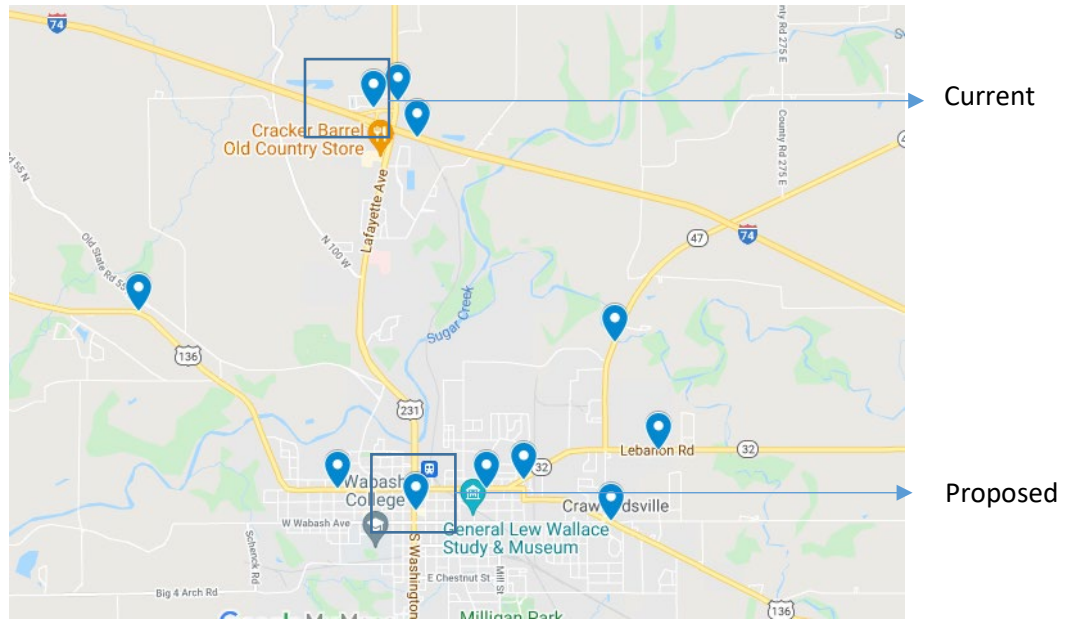 74
nty Rd 275 E
Current
Cracker Barrel
Old Country Store
County Rd 275 E
Rd 55 N
Lafayette Ave
N 100 W
47
74
Old State Rd 55
Sugar Creek
136
231
Lebanon Rd
32
32
Wabash
College
Crawfordsville
Proposed
W Wabash Ave
General Lew Wallace
Study & Museum
S Washington
Schenck Rd
E Chestnut St
Mill St
Big 4 Arch Rd
136
Milligan Park